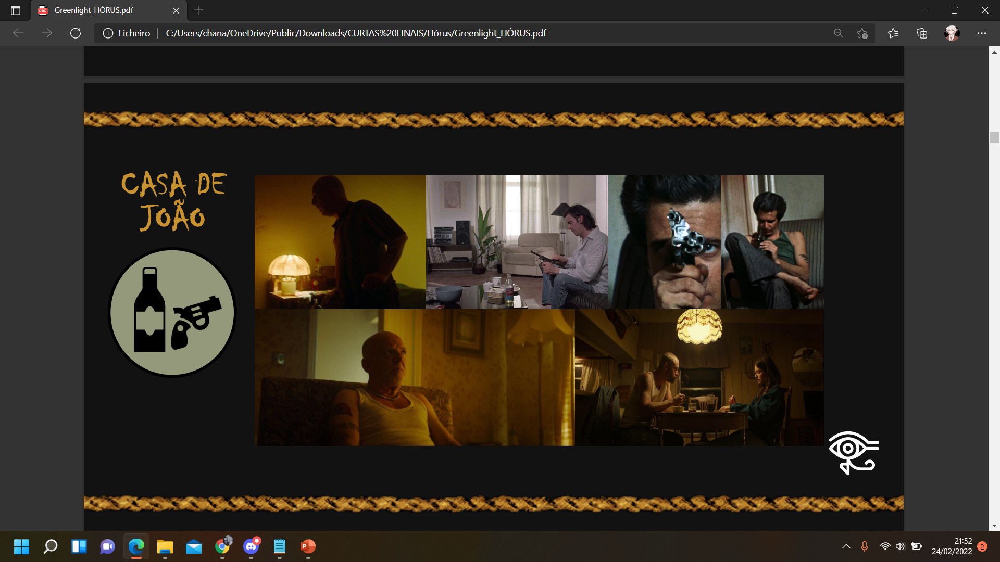 Greenlight_HÓRUS.pdf
Ficheiro
C:/Users/chana/OneDrive/Public/Downloads/CURTAS%20FINAIS/Hórus/Greenlight_HÓRUS.pdf
CASA DE
JOÃO
21:52
24/02/2022
2